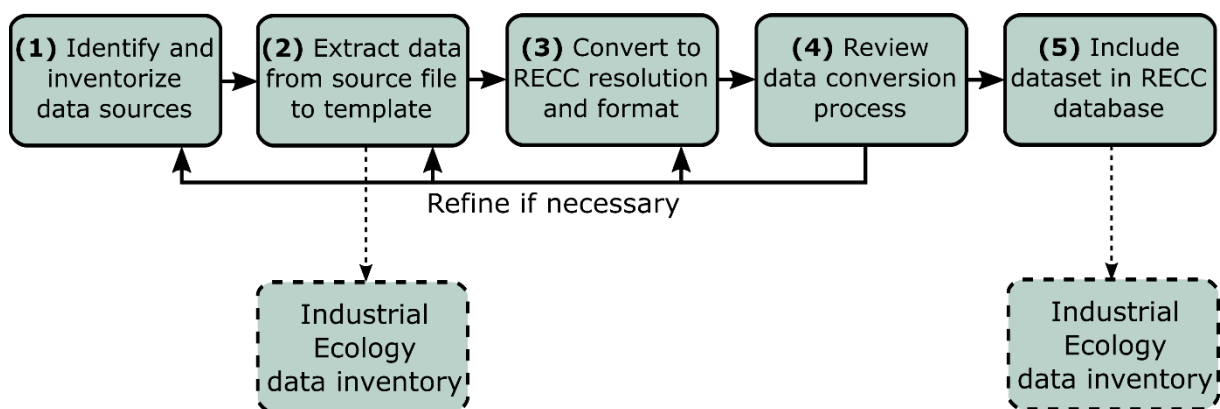 (1) Identify and
inventorize
data sources
(2) Extract data
from source file
to template
(3) Convert to
RECC resolution
and format
(4) Review
data conversion
process
(5) Include
dataset in RECC
database
Refine if necessary
Industrial
Ecology
data inventory
Industrial
Ecology
data inventory